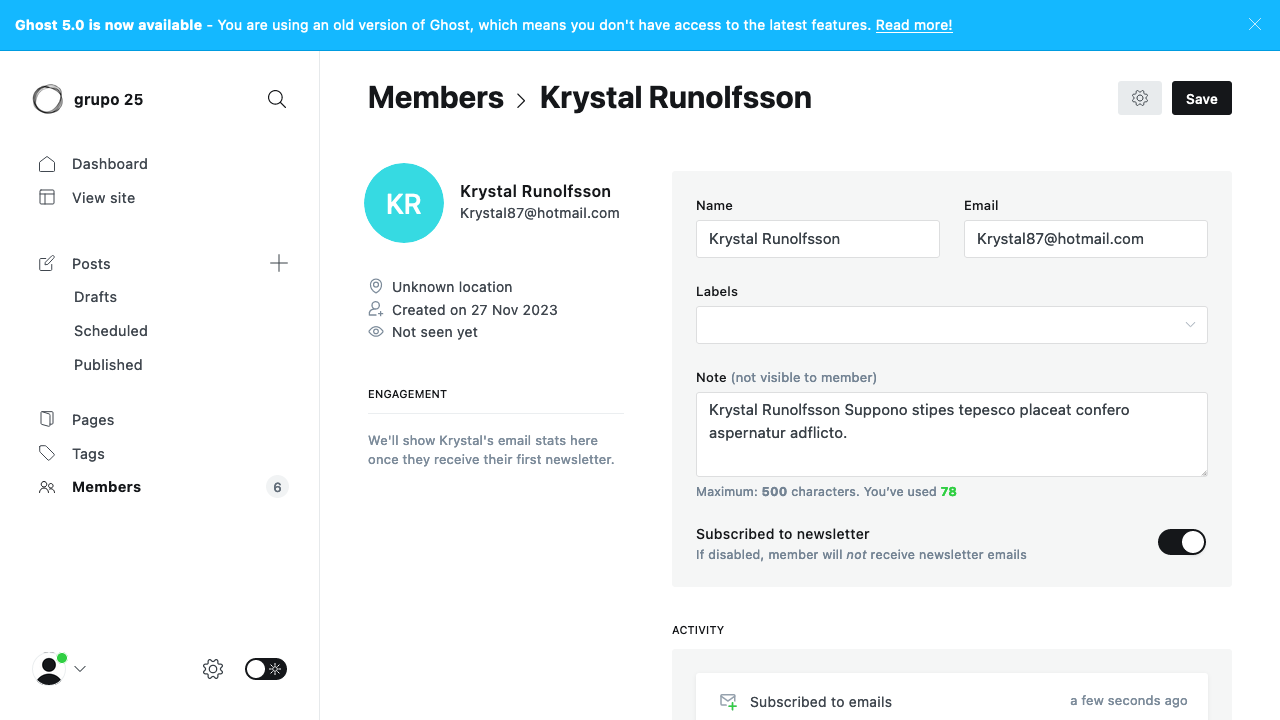 Ghost 5.0 is now available - You are using an old version of Ghost, which means you don't have access to the latest features. Read more!
grupo 25
Dashboard
View site
Posts
Drafts
Scheduled
Published
Pages
Tags
Members 6
Members > Krystal Runolfsson
Save
KR
Krystal Runolfsson
Krystal87@hotmail.com
Unknown location
Created on 27 Nov 2023
Not seen yet
ENGAGEMENT
We'll show Krystal's email stats here
once they receive their first newsletter.
Name
Krystal Runolfsson
Email
Krystal87@hotmail.com
Labels
Note (not visible to member)
Krystal Runolfsson Suppono stipes tepesco placeat confero
aspernatur adflicto.
Maximum: 500 characters. You’ve used 78
Subscribed to newsletter
If disabled, member will not receive newsletter emails
ACTIVITY
Subscribed to emails a few seconds ago